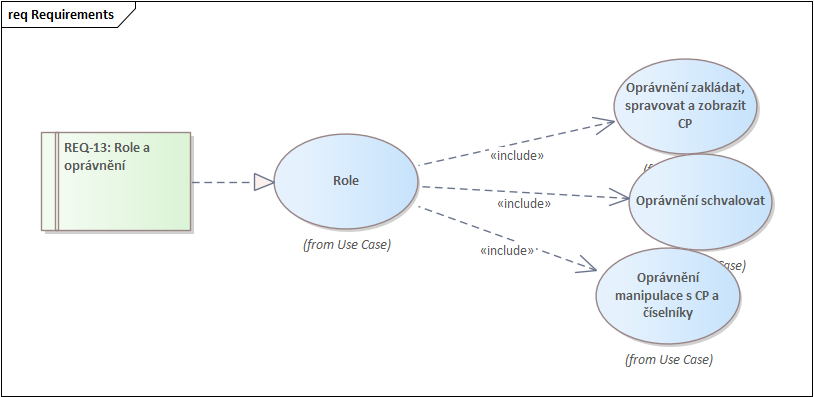 req Requirements
REQ-13: Role a
oprávnění
Role
(from Use Case)
«include»
«include»
«include»
Oprávnění zakládat,
spravovat a zobrazit
CP
Oprávnění schvalovat
Case)
Oprávnění
manipulace s CP a
číselníky
(from Use Case)